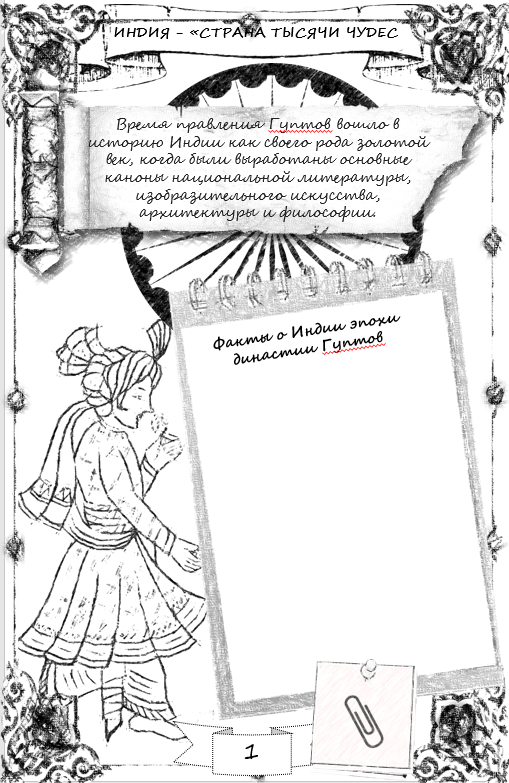 ИНДИЯ – «СТРАНА ТЫСЯЧИ ЧУДЕС
Время правления Гуптов вошло в
историю Индии как своего рода золотой
век, когда были выработаны основные
каноны национальной литературы,
изобразительного искусства,
архитектуры и философии.
Факты о Индии эпохи
династии Гуптов
1